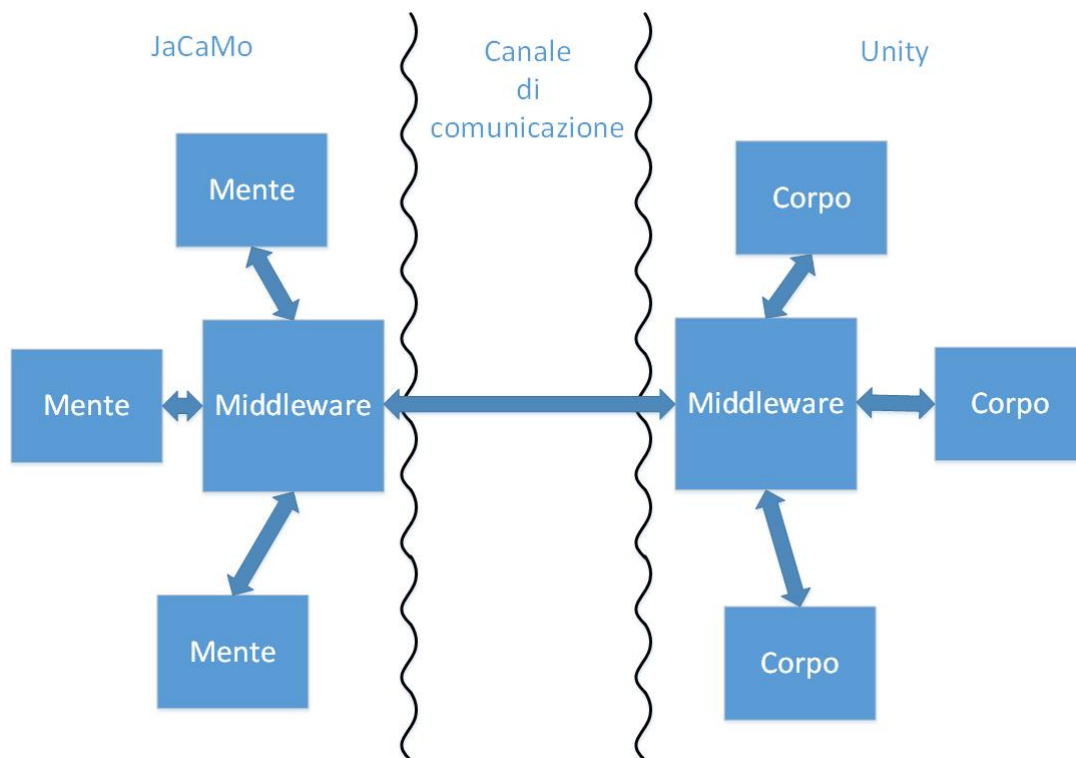 JaCaMo
Canale
di
comunicazione
Unity
Mente
Corpo
Mente
Middleware
Middleware
Corpo
Mente
Corpo